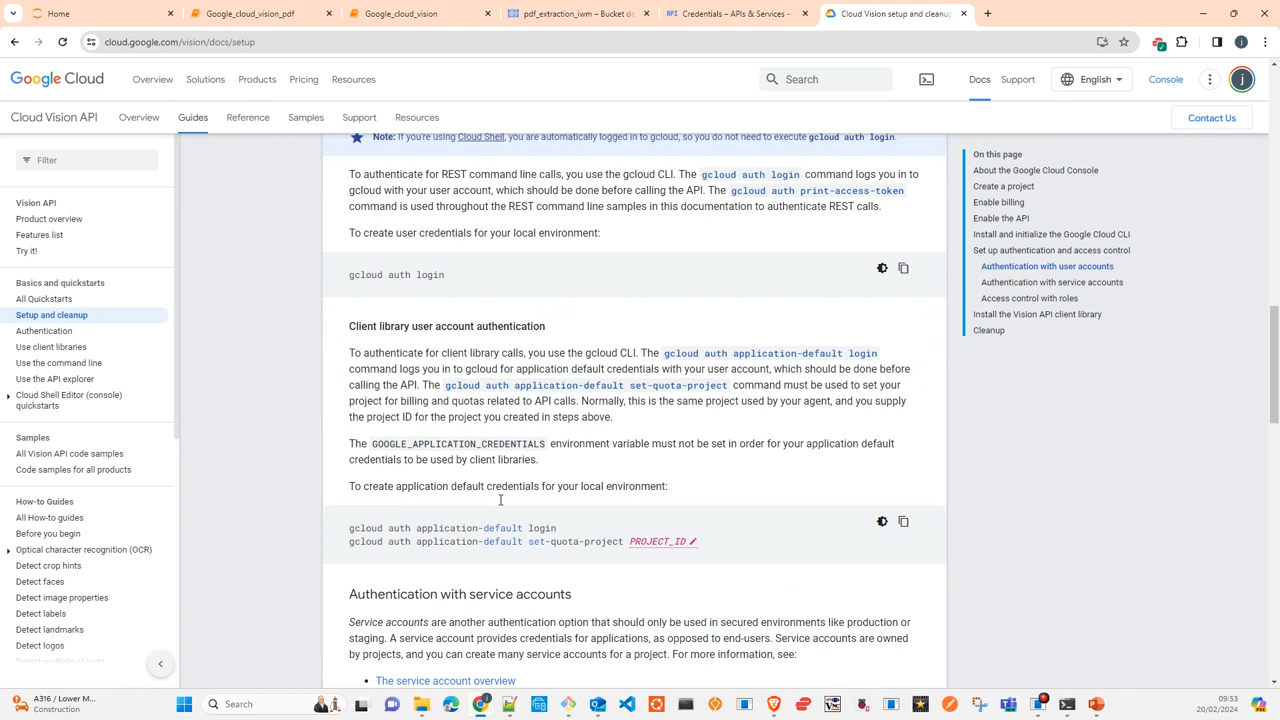 Home
Google_cloud_vision_pdf
Google_cloud_vision
pdf_extraction_iwm – Bucket de
API Credentials – APIs & Services –
Cloud Vision setup and cleanup
cloud.google.com/vision/docs/setup
j
Google Cloud
Overview
Solutions
Products
Pricing
Resources
Search
Docs
Support
English
Console
j
Cloud Vision API
Overview
Guides
Reference
Samples
Support
Resources
Contact Us
Filter
Vision API
Product overview
Features list
Try it!
Basics and quickstarts
All Quickstarts
Setup and cleanup
Authentication
Use client libraries
Use the command line
Use the API explorer
Cloud Shell Editor (console)
quickstarts
Samples
All Vision API code samples
Code samples for all products
How-to Guides
All How-to guides
Before you begin
Optical character recognition (OCR)
Detect crop hints
Detect faces
Detect image properties
Detect labels
Detect landmarks
Detect logos
Detect multiple objects
Note: If you're using Cloud Shell, you are automatically logged in to gcloud, so you do not need to execute gcloud auth login.
To authenticate for REST command line calls, you use the gcloud CLI. The gcloud auth login command logs you in to
gcloud with your user account, which should be done before calling the API. The gcloud auth print-access-token
command is used throughout the REST command line samples in this documentation to authenticate REST calls.
To create user credentials for your local environment:
gcloud auth login
Client library user account authentication
To authenticate for client library calls, you use the gcloud CLI. The gcloud auth application-default login
command logs you in to gcloud for application default credentials with your user account, which should be done before
calling the API. The gcloud auth application-default set-quota-project command must be used to set your
project for billing and quotas related to API calls. Normally, this is the same project used by your agent, and you supply
the project ID for the project you created in steps above.
The GOOGLE_APPLICATION_CREDENTIALS environment variable must not be set in order for your application default
credentials to be used by client libraries.
To create application default credentials for your local environment:
gcloud auth application-default login
gcloud auth application-default set-quota-project PROJECT_ID
Authentication with service accounts
Service accounts are another authentication option that should only be used in secured environments like production or
staging. A service account provides credentials for applications, as opposed to end-users. Service accounts are owned
by projects, and you can create many service accounts for a project. For more information, see:
The service account overview
On this page
About the Google Cloud Console
Create a project
Enable billing
Enable the API
Install and initialize the Google Cloud CLI
Set up authentication and access control
Authentication with user accounts
Authentication with service accounts
Access control with roles
Install the Vision API client library
Cleanup
A316 / Lower M...
Construction
Search
09:53
20/02/2024